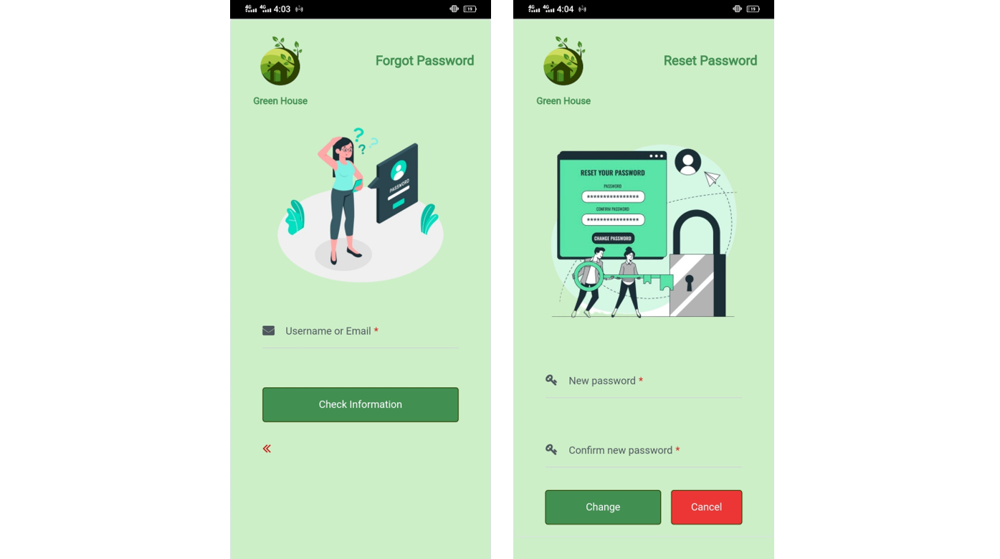 4G 4G 4:03 19
Forgot Password
Green House
? ? ?
PASSWORD
Username or Email *
Check Information
4G 4G 4:04 19
Reset Password
Green House
RESET YOUR PASSWORD
PASSWORD
****************
CONFIRM PASSWORD
****************
CHANGE PASSWORD
New password *
Confirm new password *
Change Cancel